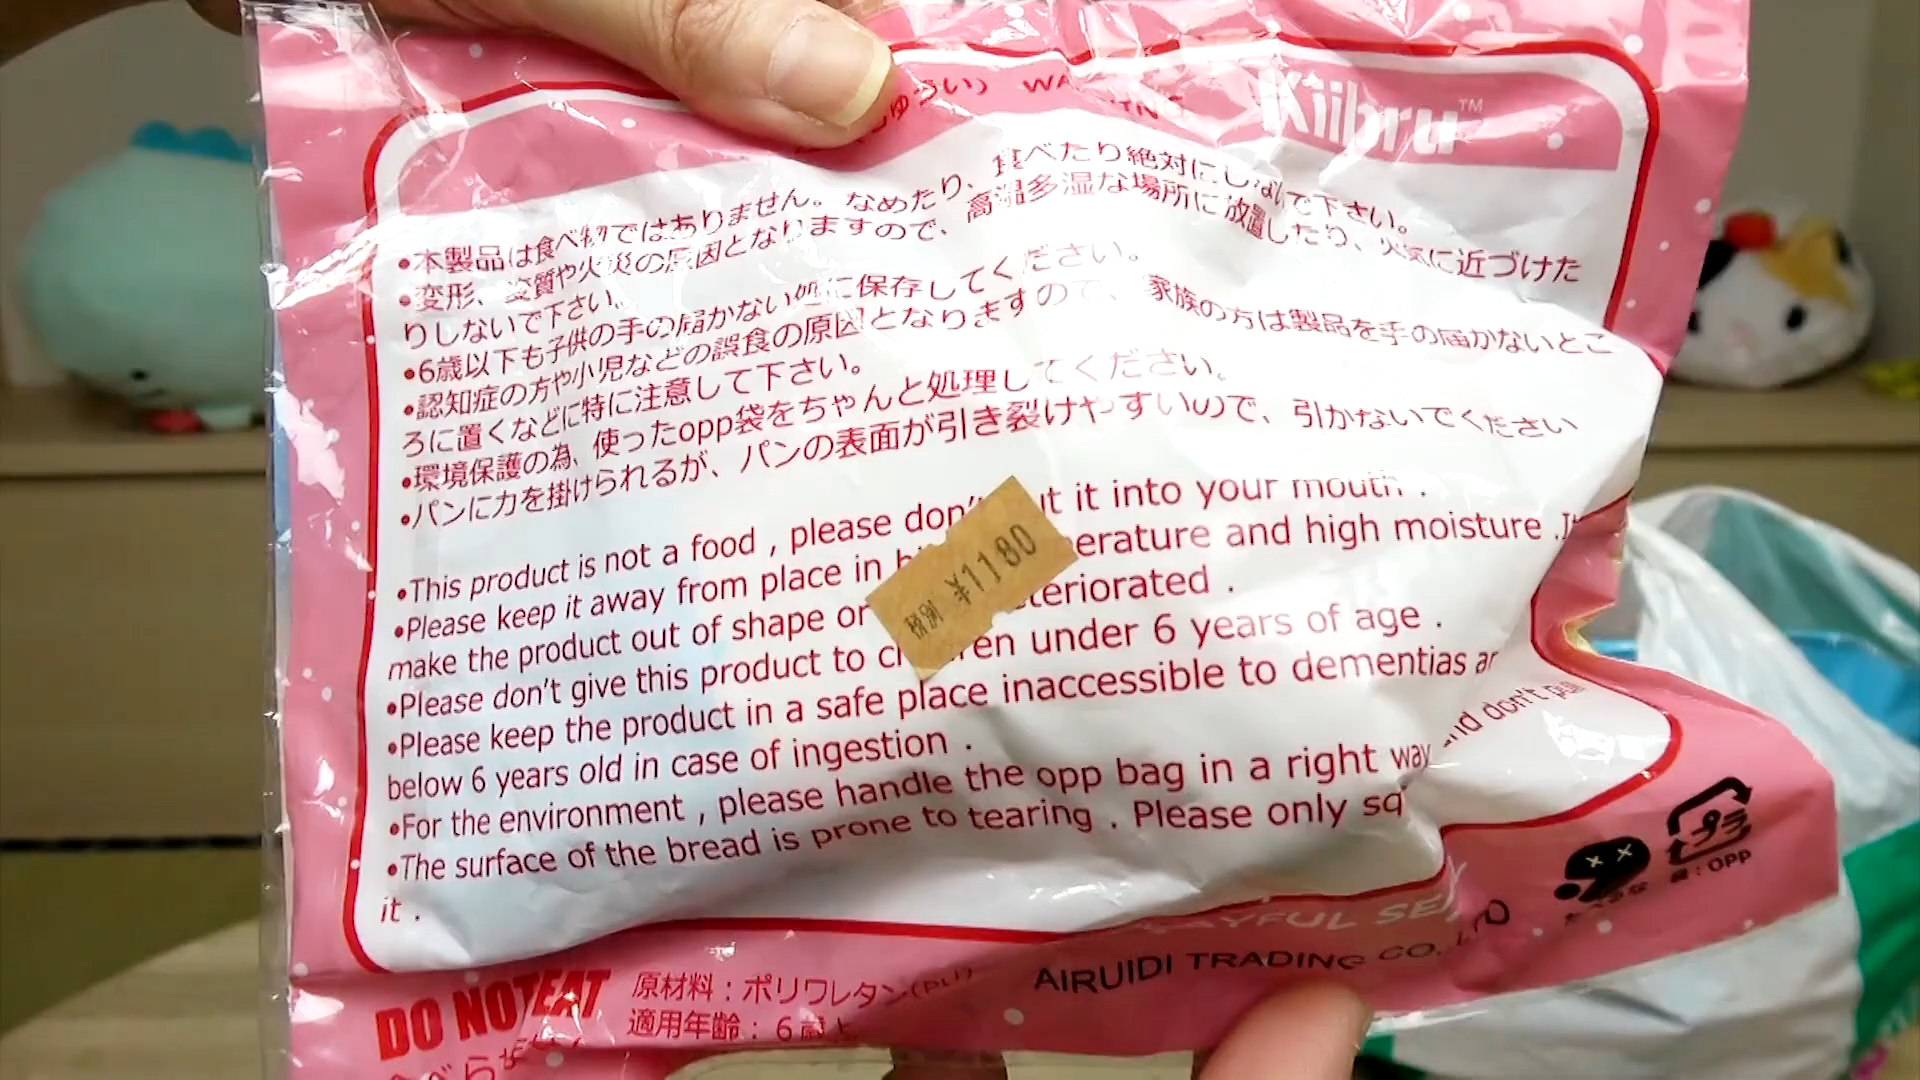 ゅうい) WARNING
Kiibru™
•本製品は食べ物ではありません。なめたり、食べたり絶対にしないで下さい。
•変形、変質や火災の原因となりますので、高温多湿な場所に放置したり、火気に近づけた
りしないで下さい。
•6歳以下も子供の手の届かない処に保存してください。
•認知症の方や小児などの誤食の原因となりますので、家族の方は製品を手の届かないとこ
ろに置くなどに特に注意して下さい。
•環境保護の為、使ったopp袋をちゃんと処理してください。
•パンに力を掛けられるが、パンの表面が引き裂けやすいので、引かないでください
•This product is not a food , please don't it into your mouth .
•Please keep it away from place in erature and high moisture .It
make the product out of shape or teriorated .
•Please don't give this product to children under 6 years of age .
•Please keep the product in a safe place inaccessible to dementias
below 6 years old in case of ingestion .
•For the environment , please handle the opp bag in a right way
•The surface of the bread is prone to tearing . Please only sq and don't
it .
税別 ¥1180
DO NOT EAT
原材料：ポリウレタン(PU)
適用年齢：6歳
AIRUIDI TRADING CO.,LTD
プラ
袋：OPP